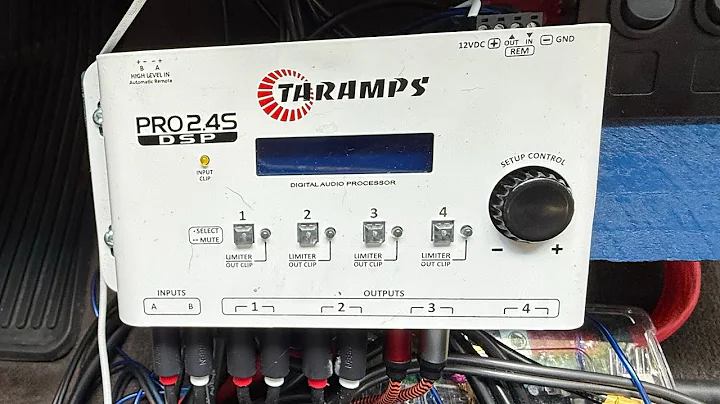 12VDC + OUT IN - GND
REM
+ - - +
B A
HIGH LEVEL IN
Automatic Remote
TARAMPS
PRO 2.4S
DSP
INPUT
CLIP
DIGITAL AUDIO PROCESSOR
SETUP CONTROL
- +
1 2 3 4
• SELECT
•• MUTE
LIMITER LIMITER LIMITER LIMITER
OUT CLIP OUT CLIP OUT CLIP OUT CLIP
INPUTS OUTPUTS
A B 1 2 3 4